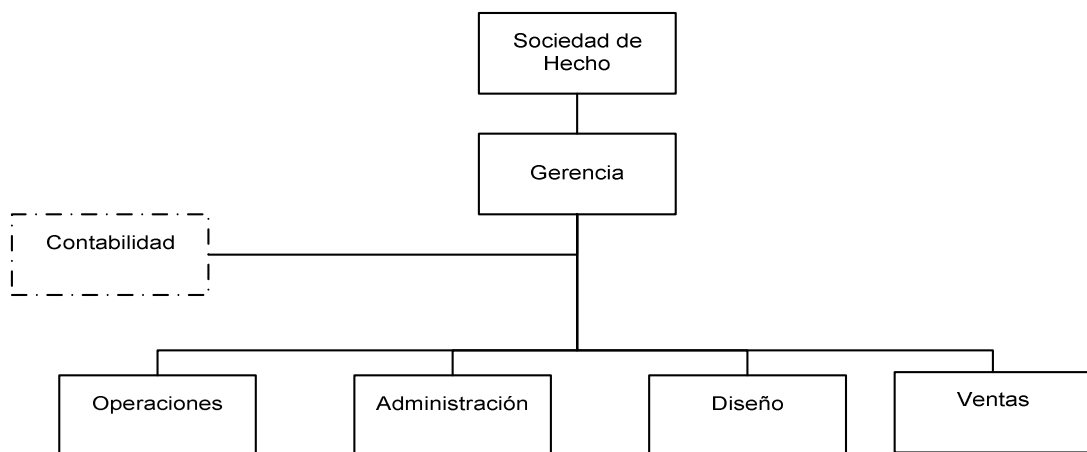 Sociedad de
Hecho
Gerencia
Contabilidad
Operaciones
Administración
Diseño
Ventas